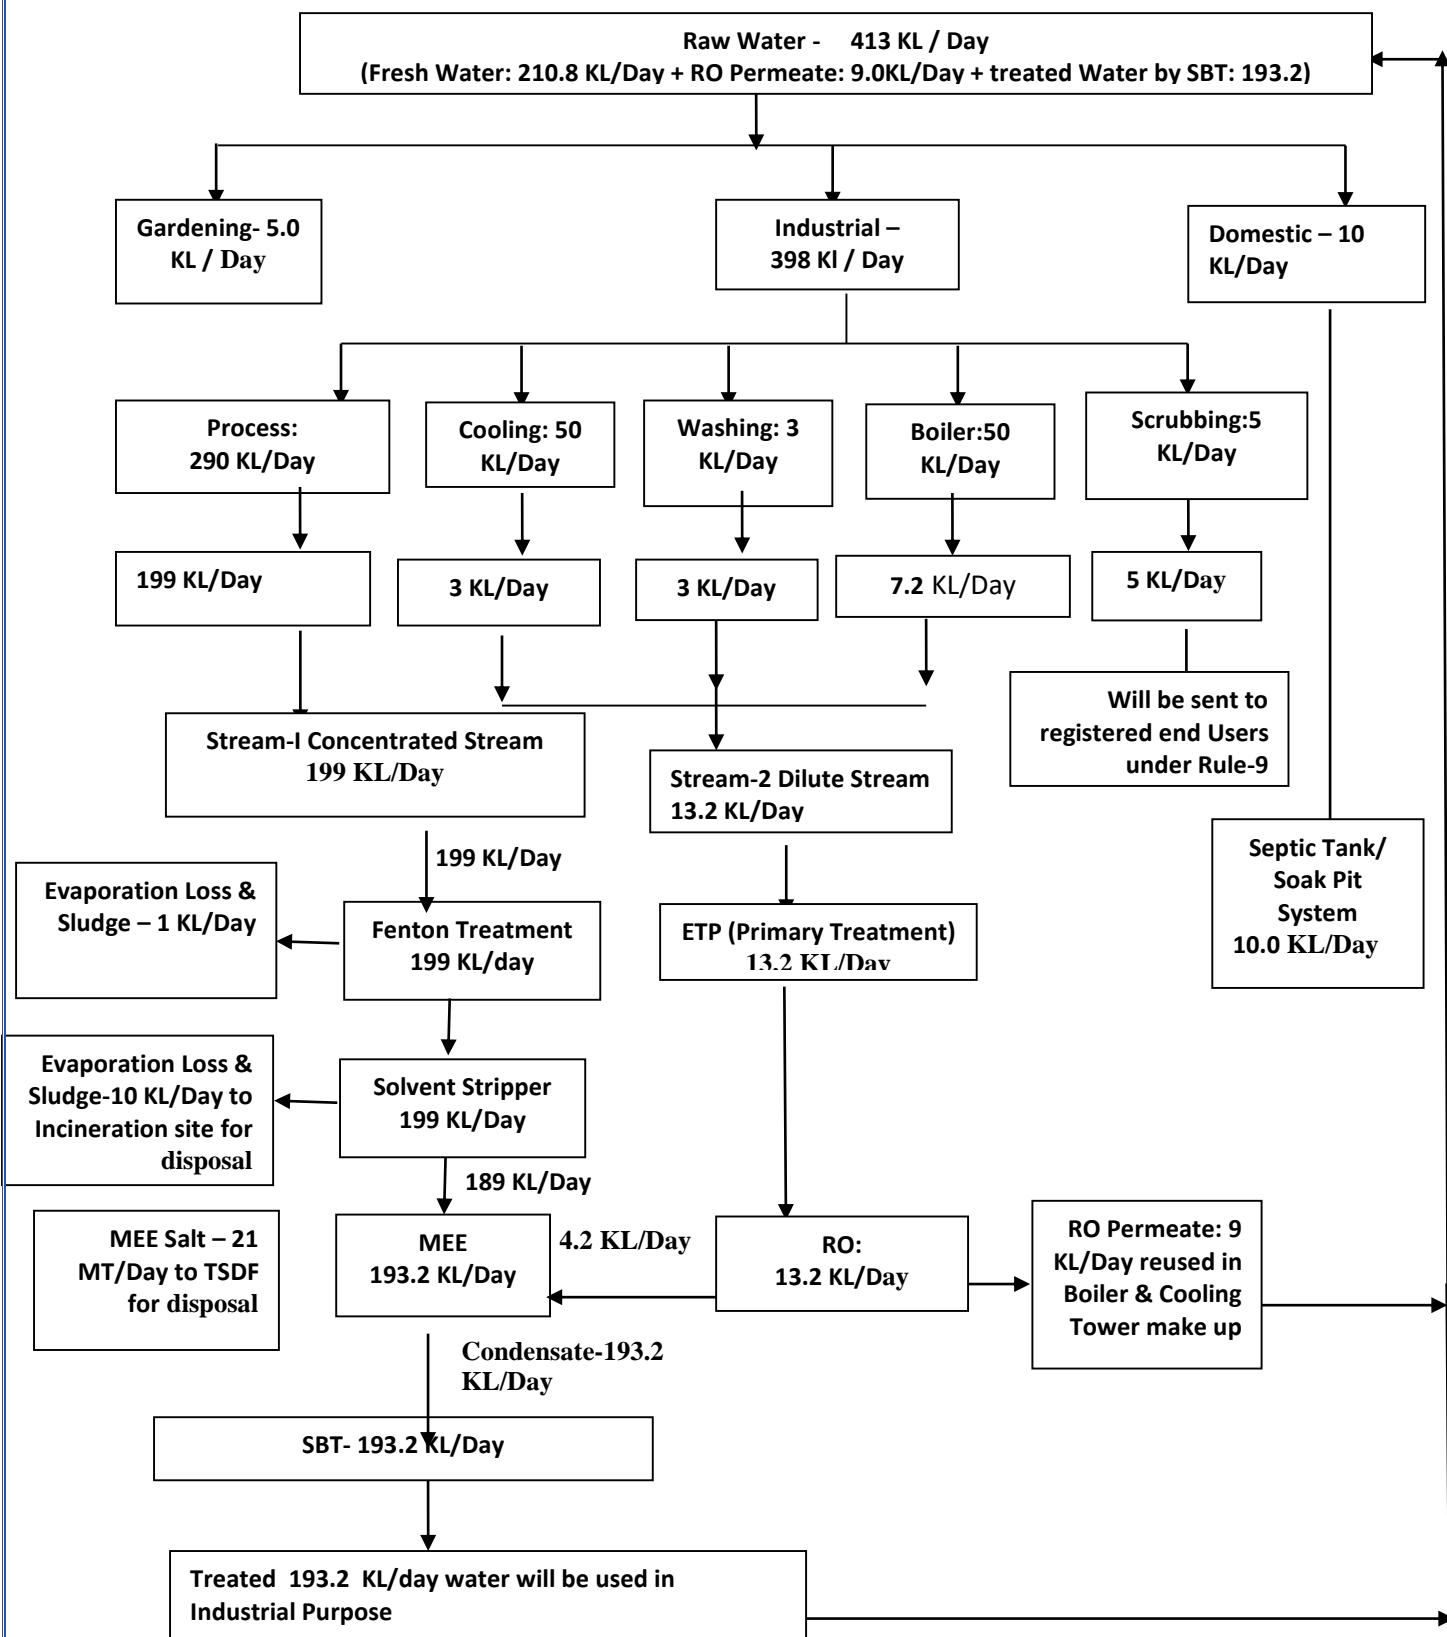 Raw Water - 413 KL / Day
(Fresh Water: 210.8 KL/Day + RO Permeate: 9.0KL/Day + treated Water by SBT: 193.2)
Gardening- 5.0
KL / Day
Industrial –
398 Kl / Day
Domestic – 10
KL/Day
Process:
290 KL/Day
Cooling: 50
KL/Day
Washing: 3
KL/Day
Boiler:50
KL/Day
Scrubbing:5
KL/Day
199 KL/Day
3 KL/Day
3 KL/Day
7.2 KL/Day
5 KL/Day
Stream-I Concentrated Stream
199 KL/Day
Stream-2 Dilute Stream
13.2 KL/Day
Will be sent to
registered end Users
under Rule-9
199 KL/Day
Evaporation Loss &
Sludge – 1 KL/Day
Fenton Treatment
199 KL/day
ETP (Primary Treatment)
13.2 KL/Day
Septic Tank/
Soak Pit
System
10.0 KL/Day
Evaporation Loss &
Sludge-10 KL/Day to
Incineration site for
disposal
Solvent Stripper
199 KL/Day
189 KL/Day
MEE Salt – 21
MT/Day to TSDF
for disposal
MEE
193.2 KL/Day
4.2 KL/Day
RO:
13.2 KL/Day
RO Permeate: 9
KL/Day reused in
Boiler & Cooling
Tower make up
Condensate-193.2
KL/Day
SBT- 193.2 KL/Day
Treated 193.2 KL/day water will be used in
Industrial Purpose